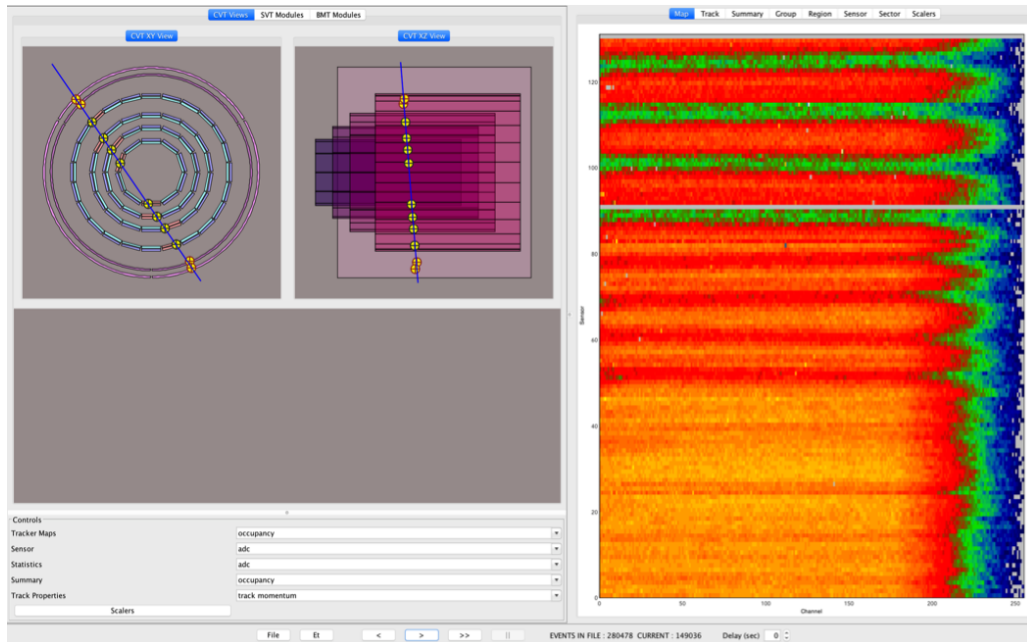 CVT Views SVT Modules BMT Modules
Map Track Summary Group Region Sensor Sector Scalers
CVT XY View CVT XZ View
120
100
80
60
40
20
0
Sensor
0 50 100 150 200 250
Channel
Controls
Tracker Maps occupancy
Sensor adc
Statistics adc
Summary occupancy
Track Properties track momentum
Scalers
File Et < > >> || EVENTS IN FILE : 280478 CURRENT : 149036 Delay (sec) 0